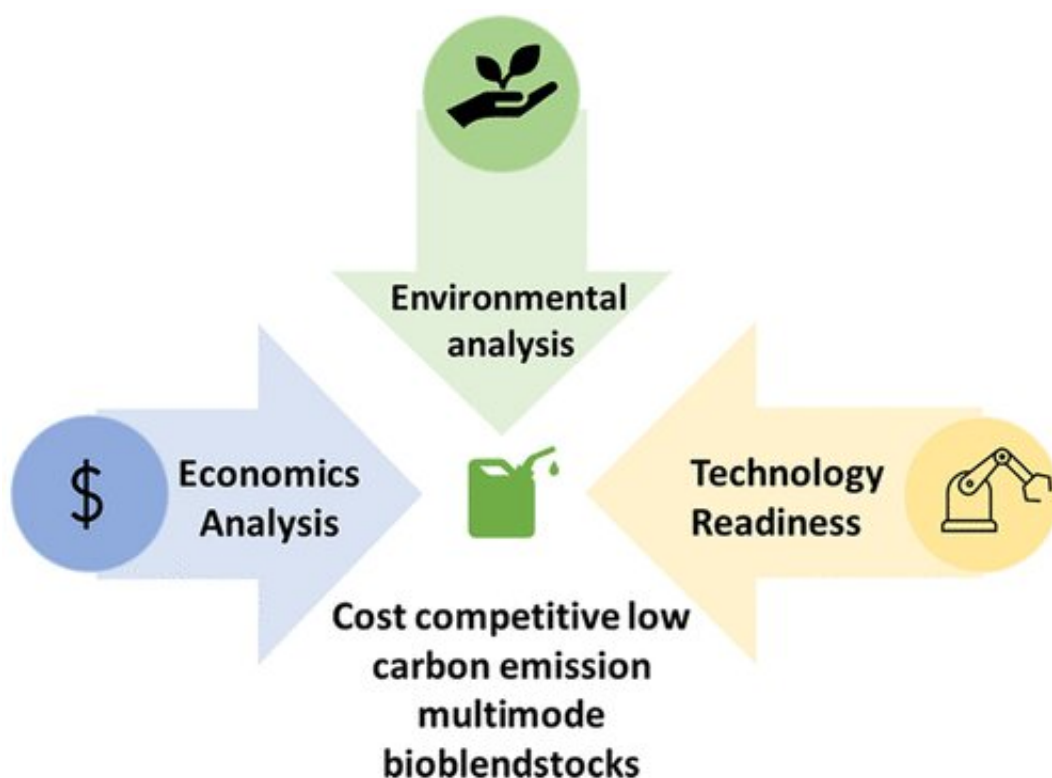 Environmental
analysis
$
Economics
Analysis
Technology
Readiness
Cost competitive low
carbon emission
multimode
bioblendstocks